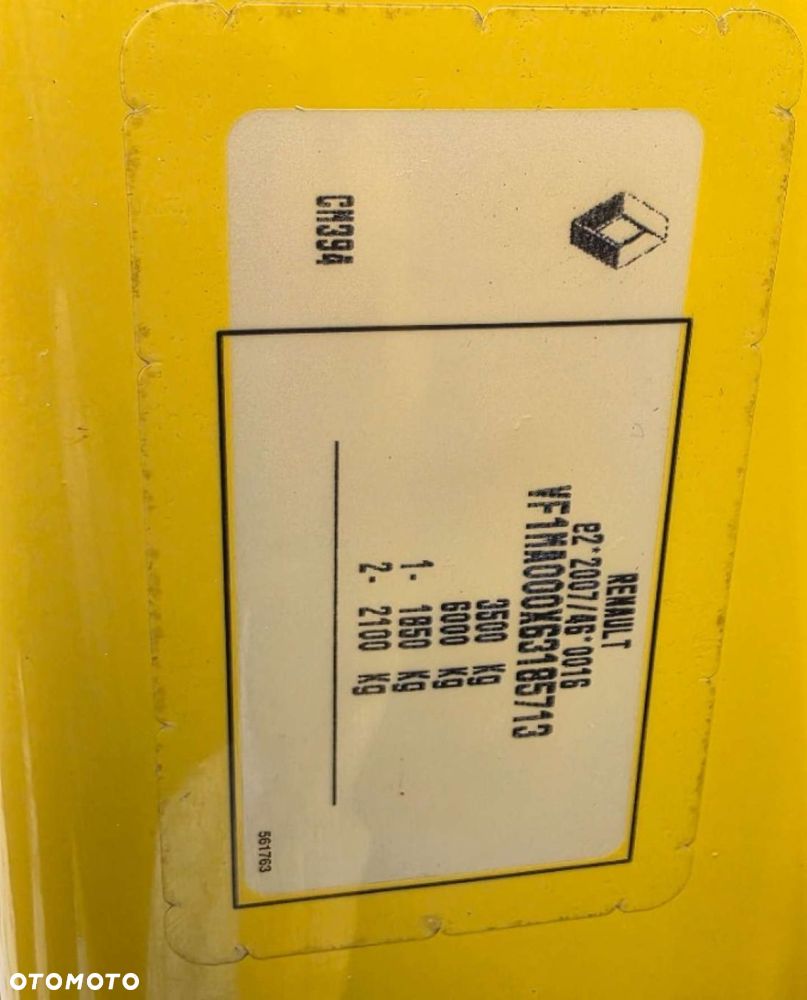 RENAULT
e2*2007/46*0016
VF1MA000X63185713
3500 kg
6000 kg
1- 1850 kg
2- 2100 kg
CM394
561763
OTOMOTO